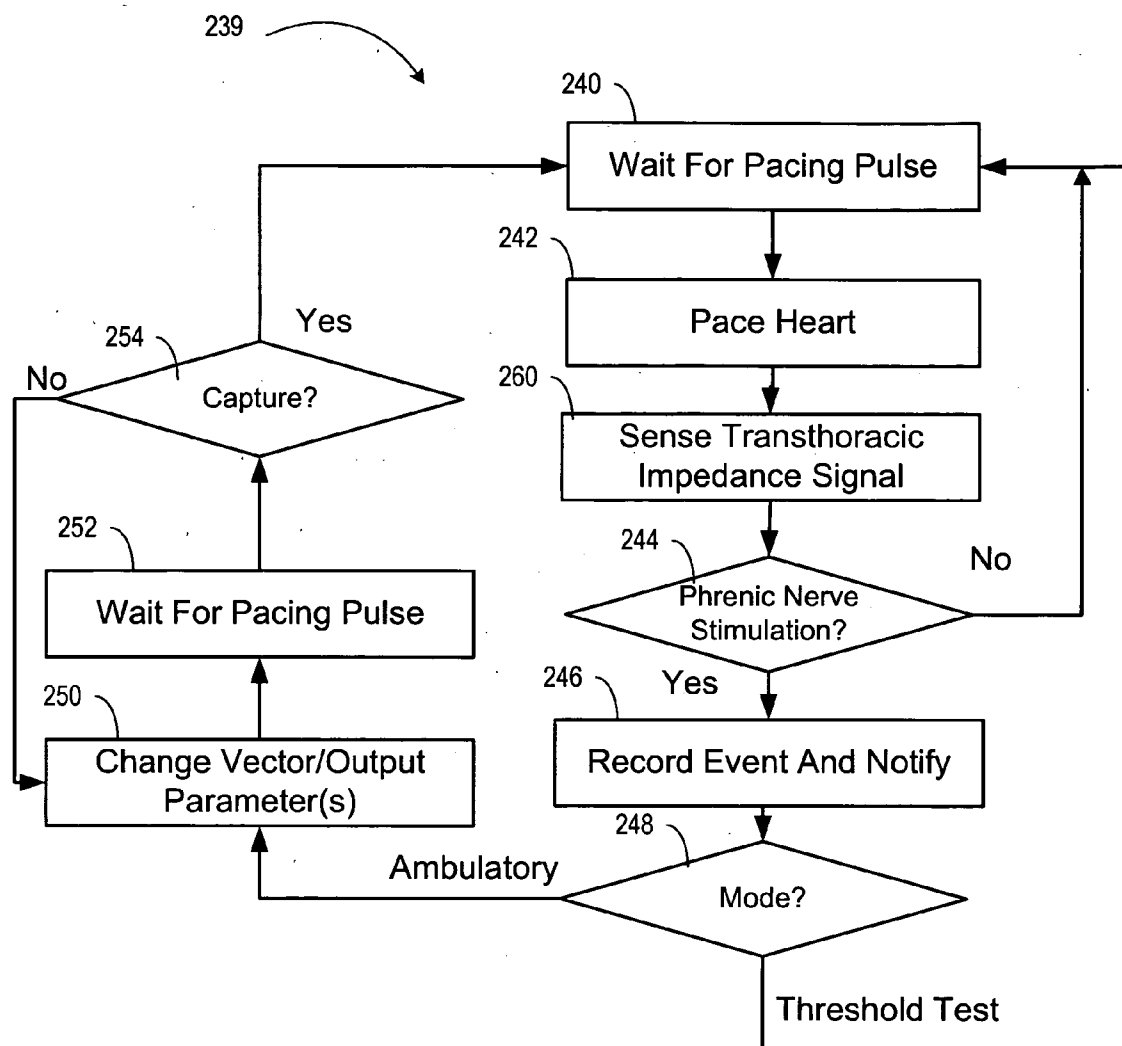 239
240
Wait For Pacing Pulse
242
Pace Heart
254
Yes
No
Capture?
260
Sense Transthoracic
Impedance Signal
252
244
No
Wait For Pacing Pulse
Phrenic Nerve
Stimulation?
Yes
250
246
Change Vector/Output
Parameter(s)
Record Event And Notify
248
Ambulatory
Mode?
Threshold Test